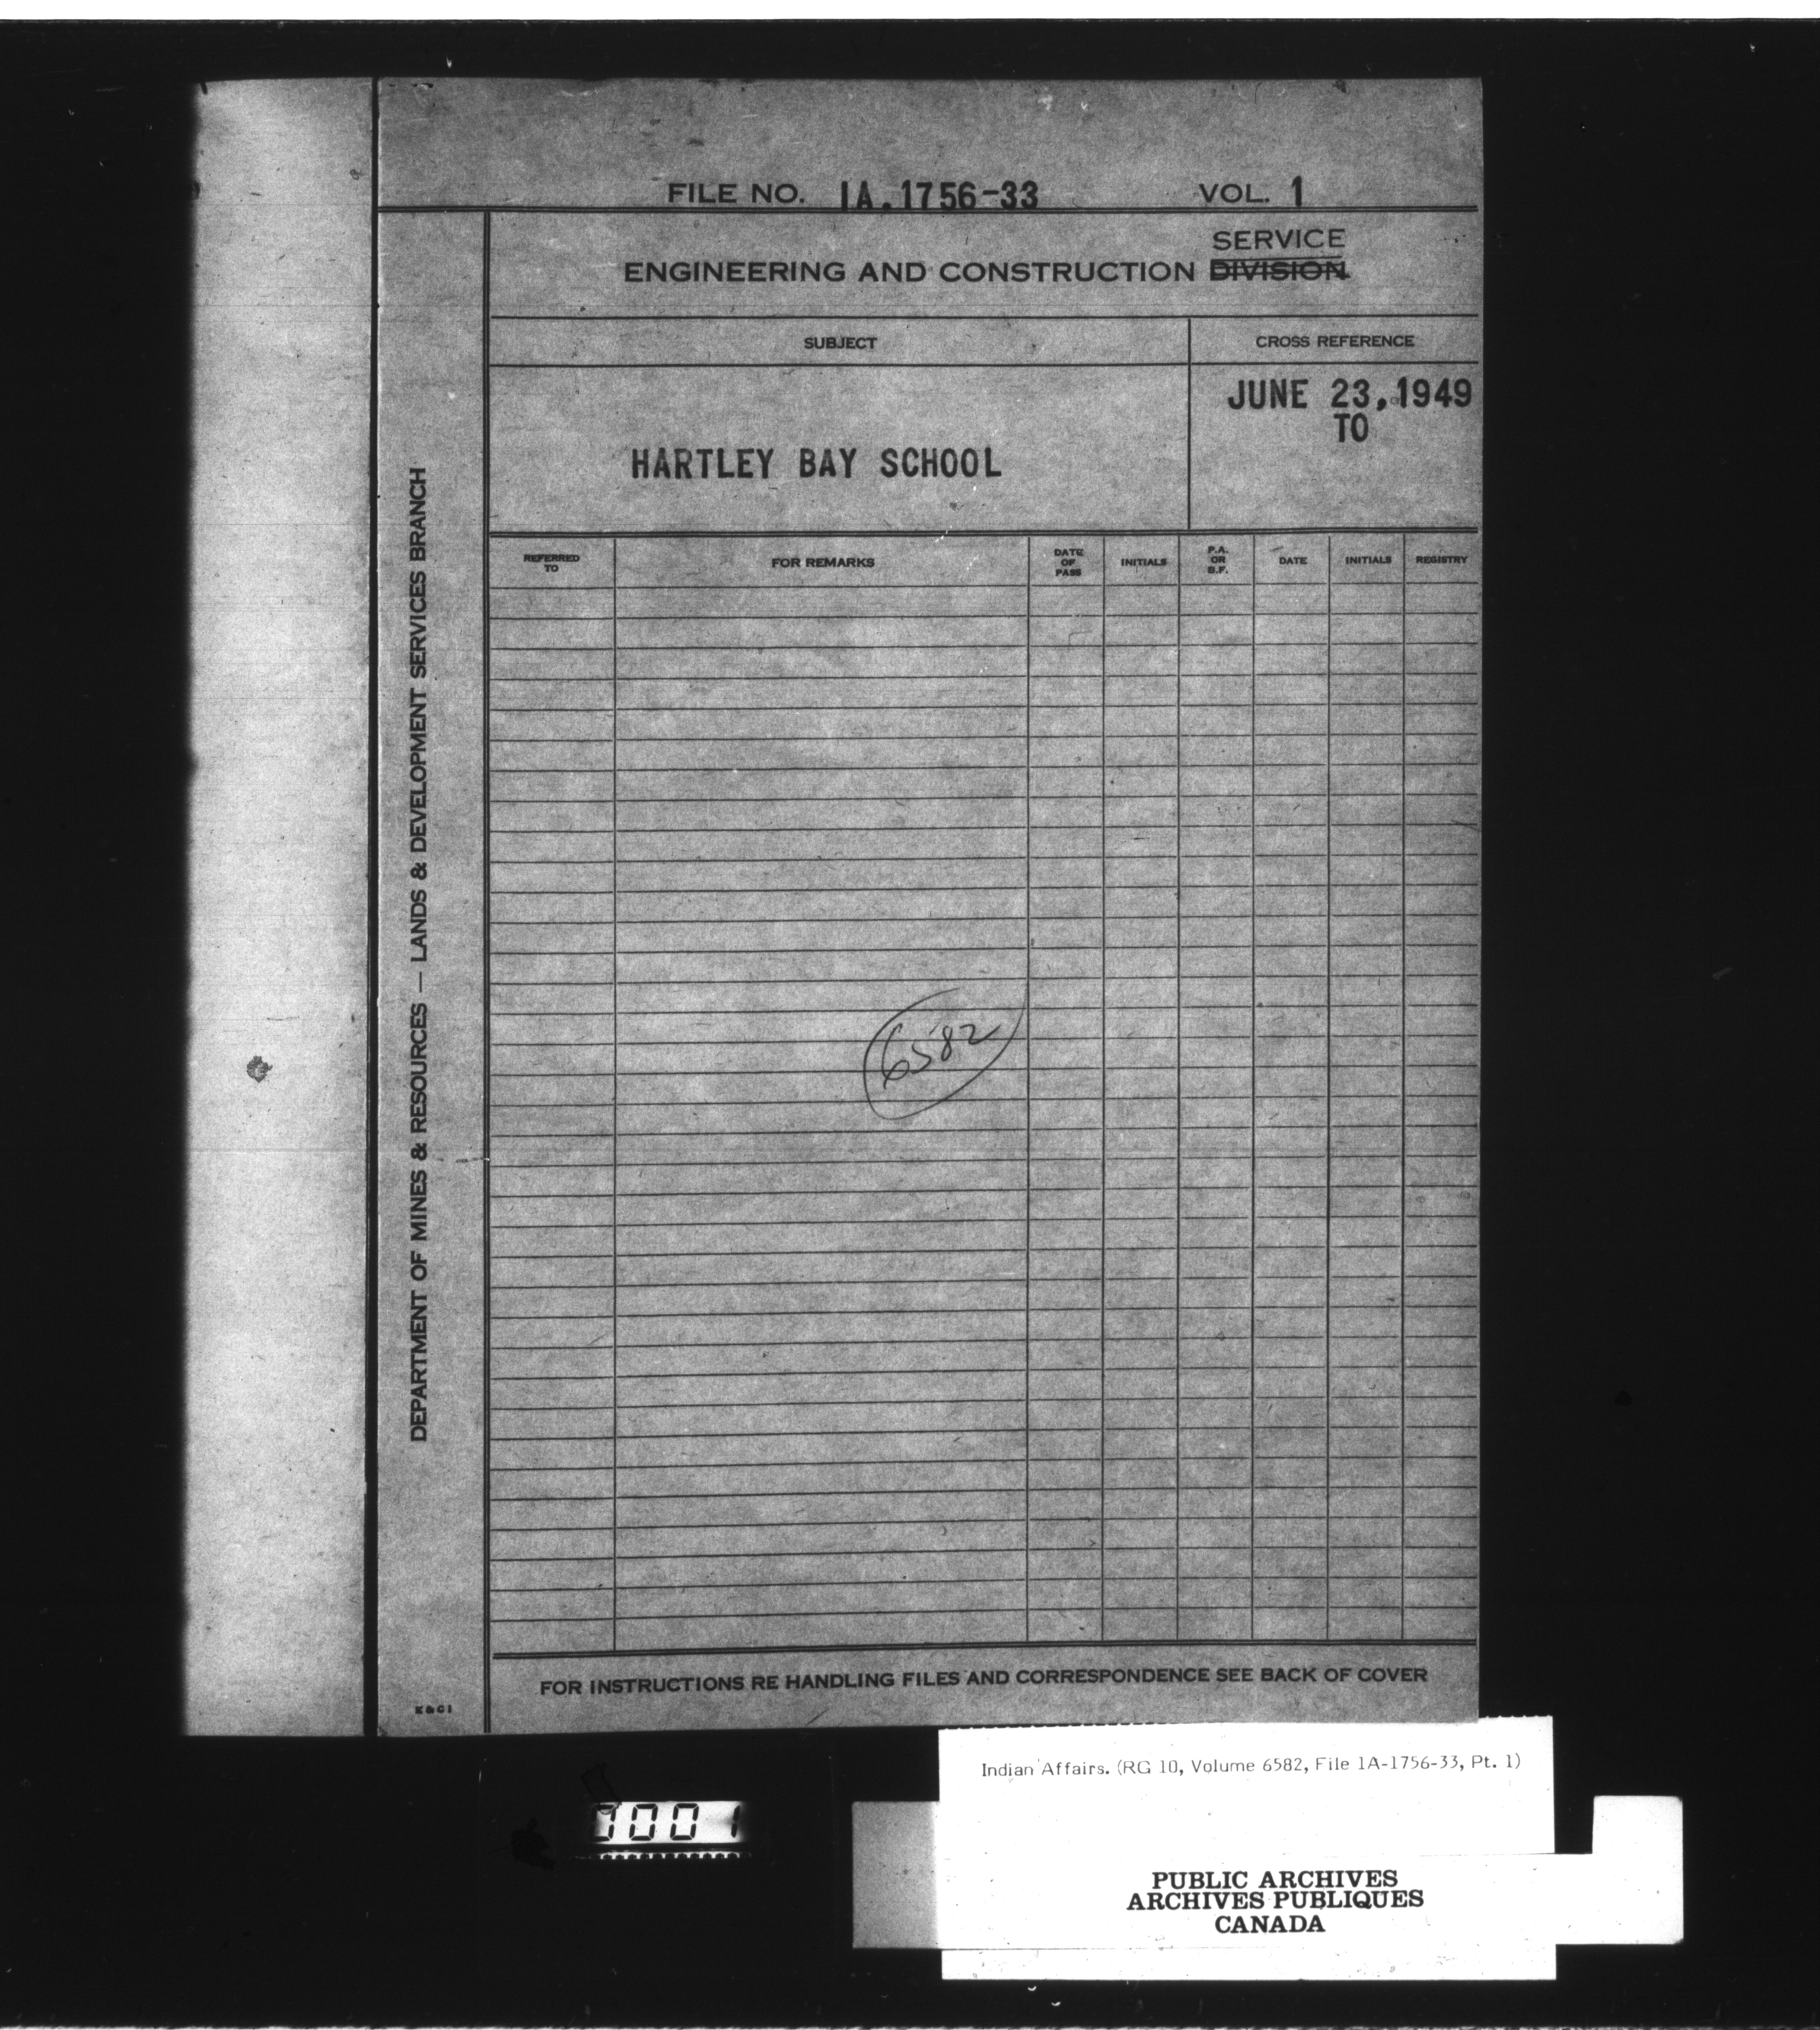 FILE NO. IA.1756-33 VOL. 1
SERVICE
ENGINEERING AND CONSTRUCTION DIVISION
SUBJECT
CROSS REFERENCE
JUNE 23, 1949
TO
HARTLEY BAY SCHOOL
REFERRED
TO
FOR REMARKS
DATE
OF
PASS
INITIALS
P.A.
OR
B.F.
DATE
INITIALS
REGISTRY
6582
DEPARTMENT OF MINES & RESOURCES — LANDS & DEVELOPMENT SERVICES BRANCH
FOR INSTRUCTIONS RE HANDLING FILES AND CORRESPONDENCE SEE BACK OF COVER
E & C 1
Indian Affairs. (RG 10, Volume 6582, File 1A-1756-33, Pt. 1)
0001
PUBLIC ARCHIVES
ARCHIVES PUBLIQUES
CANADA